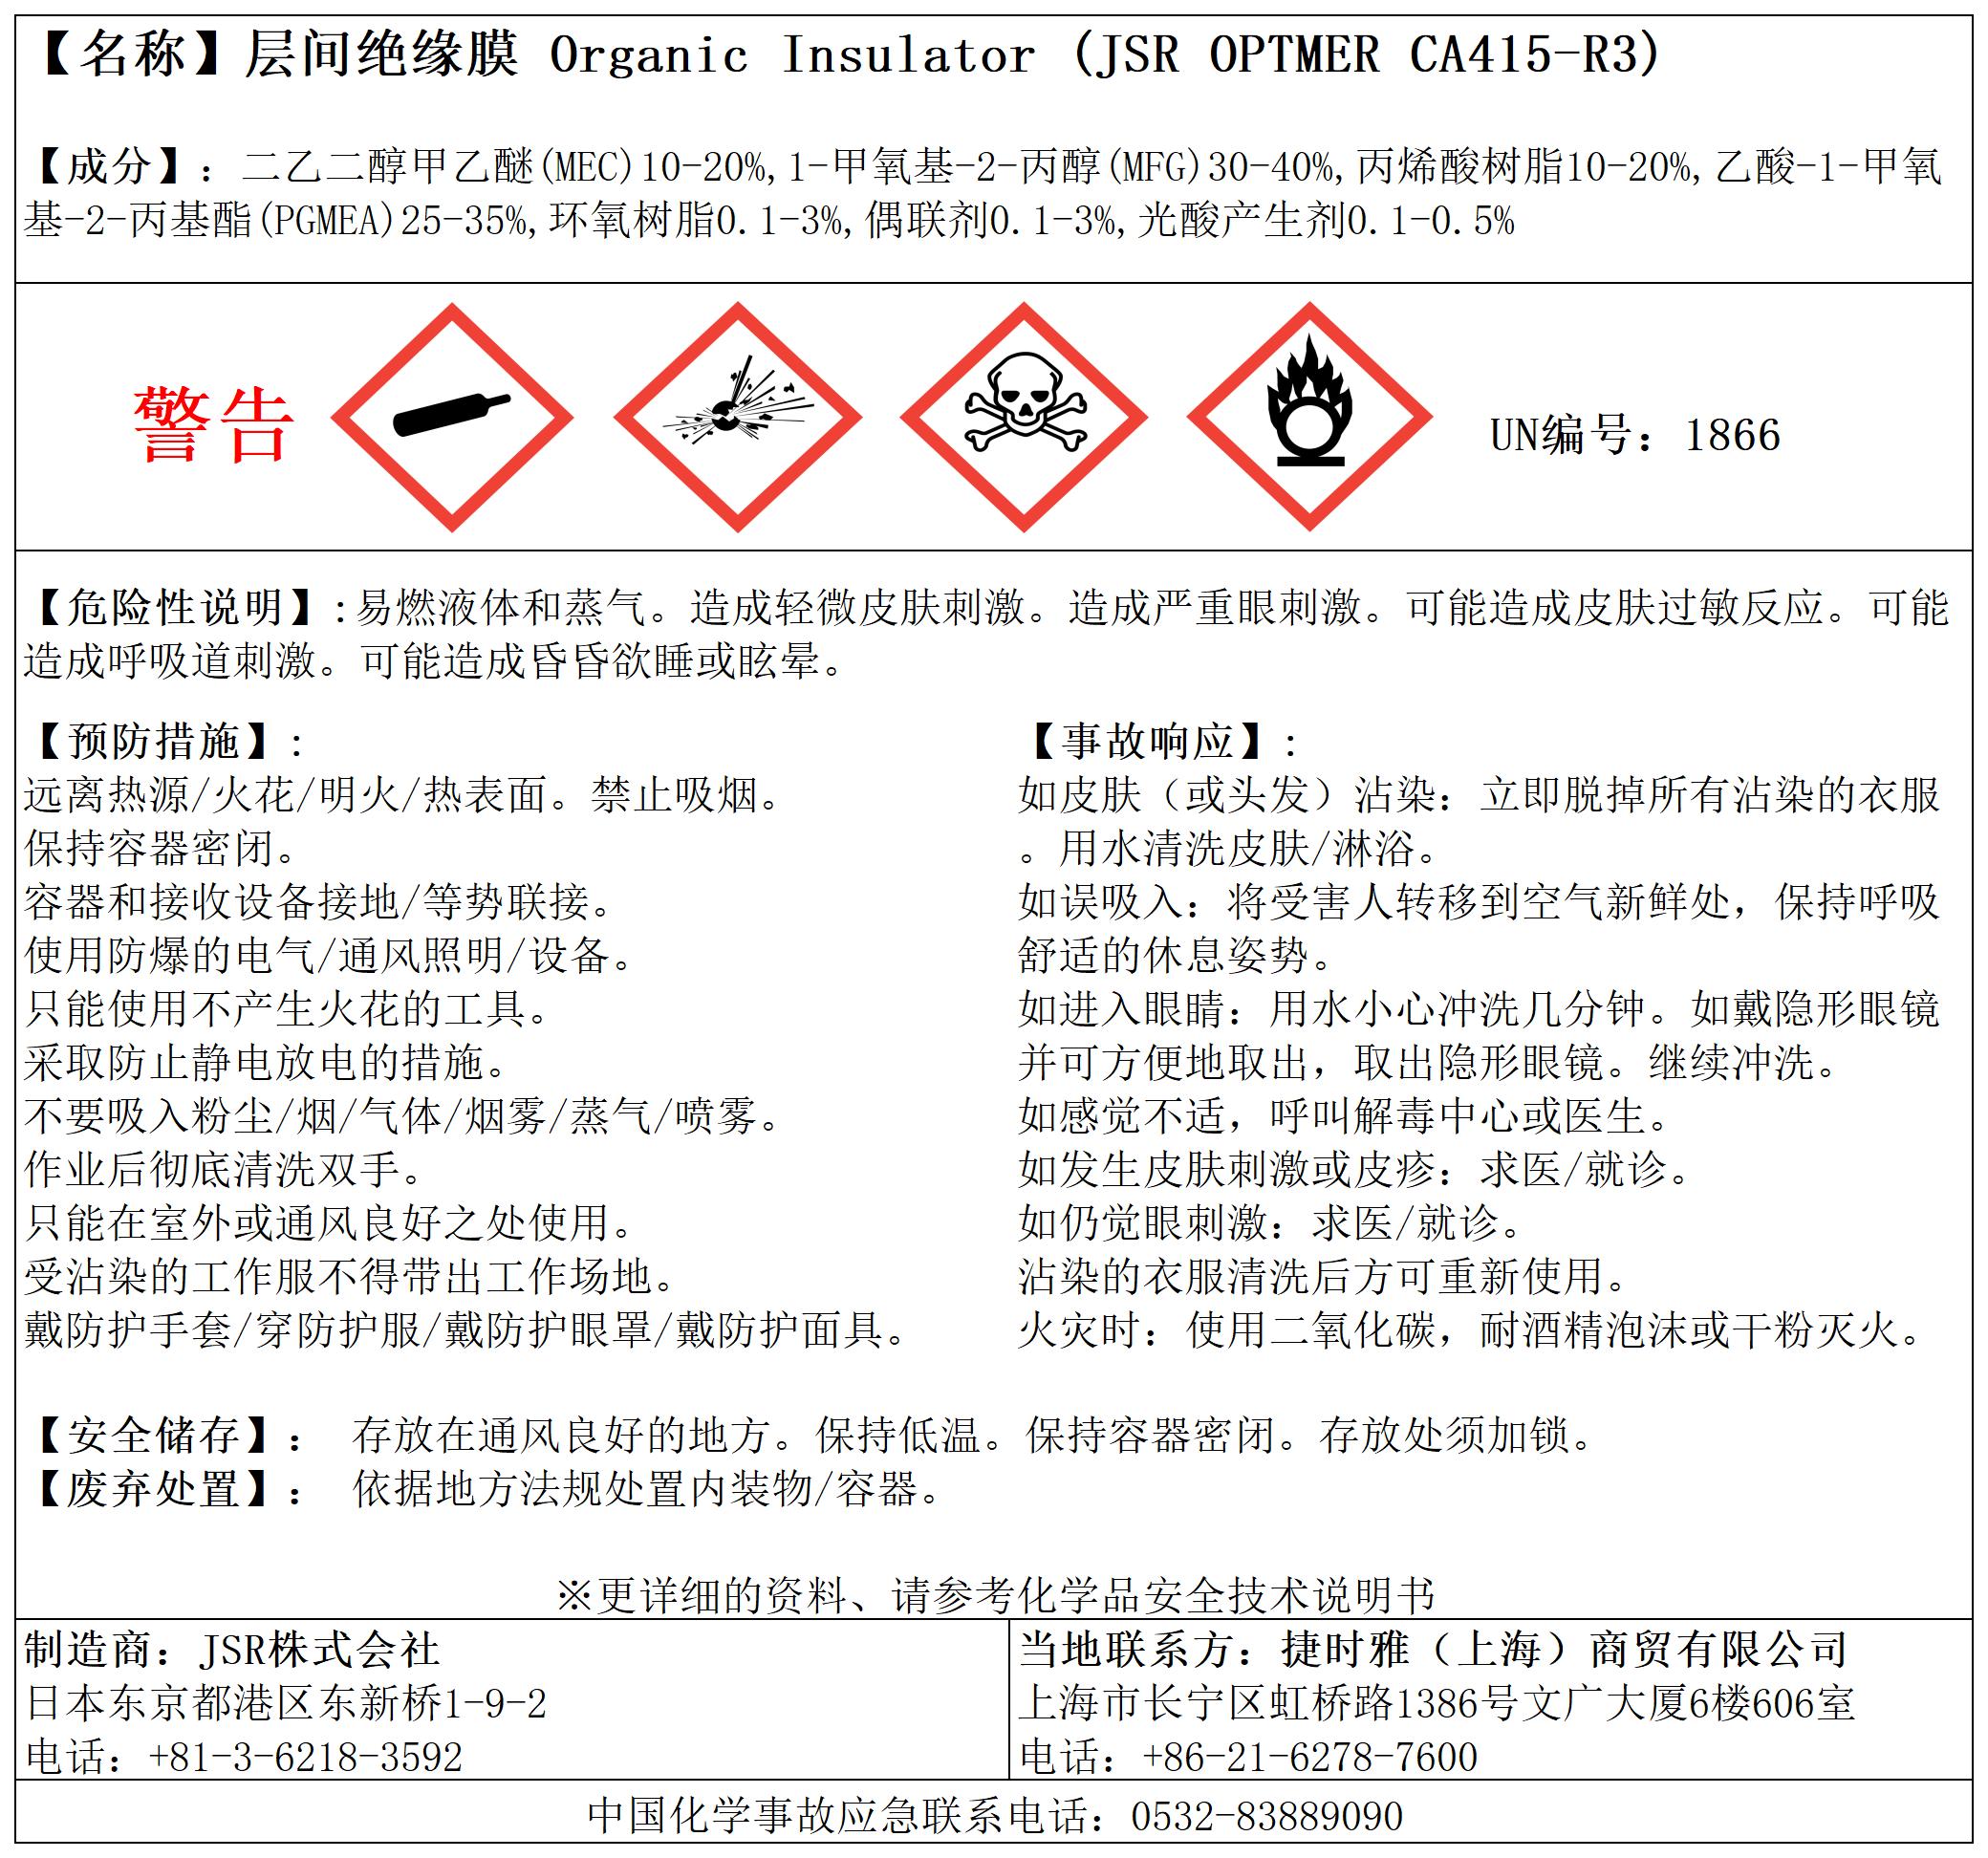 【名称】层间绝缘膜 Organic Insulator (JSR OPTMER CA415-R3)
【成分】：二乙二醇甲乙醚(MEC)10-20%,1-甲氧基-2-丙醇(MFG)30-40%,丙烯酸树脂10-20%,乙酸-1-甲氧
基-2-丙基酯(PGMEA)25-35%,环氧树脂0.1-3%,偶联剂0.1-3%,光酸产生剂0.1-0.5%
警告
UN编号：1866
【危险性说明】:易燃液体和蒸气。造成轻微皮肤刺激。造成严重眼刺激。可能造成皮肤过敏反应。可能
造成呼吸道刺激。可能造成昏昏欲睡或眩晕。
【预防措施】:
远离热源/火花/明火/热表面。禁止吸烟。
保持容器密闭。
容器和接收设备接地/等势联接。
使用防爆的电气/通风照明/设备。
只能使用不产生火花的工具。
采取防止静电放电的措施。
不要吸入粉尘/烟/气体/烟雾/蒸气/喷雾。
作业后彻底清洗双手。
只能在室外或通风良好之处使用。
受沾染的工作服不得带出工作场地。
戴防护手套/穿防护服/戴防护眼罩/戴防护面具。
【事故响应】:
如皮肤（或头发）沾染：立即脱掉所有沾染的衣服
。用水清洗皮肤/淋浴。
如误吸入：将受害人转移到空气新鲜处，保持呼吸
舒适的休息姿势。
如进入眼睛：用水小心冲洗几分钟。如戴隐形眼镜
并可方便地取出，取出隐形眼镜。继续冲洗。
如感觉不适，呼叫解毒中心或医生。
如发生皮肤刺激或皮疹：求医/就诊。
如仍觉眼刺激：求医/就诊。
沾染的衣服清洗后方可重新使用。
火灾时：使用二氧化碳，耐酒精泡沫或干粉灭火。
【安全储存】： 存放在通风良好的地方。保持低温。保持容器密闭。存放处须加锁。
【废弃处置】： 依据地方法规处置内装物/容器。
※更详细的资料、请参考化学品安全技术说明书
制造商：JSR株式会社
日本东京都港区东新桥1-9-2
电话：+81-3-6218-3592
当地联系方：捷时雅（上海）商贸有限公司
上海市长宁区虹桥路1386号文广大厦6楼606室
电话：+86-21-6278-7600
中国化学事故应急联系电话：0532-83889090